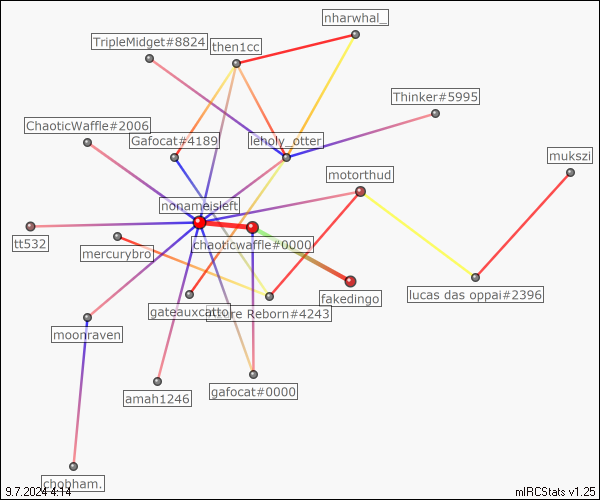 nharwhal_
TripleMidget#8824
then1cc
Thinker#5995
ChaoticWaffle#2006
Gafocat#4189
leholy_otter
mukszi
motorthud
nonameisleft
tt532
chaoticwaffle#0000
mercurybro
fakedingo
lucas das oppai#2396
gateauxcatto
Reborn#4243
moonraven
gafocat#0000
amah1246
chobham.
9.7.2024 4:14
mIRCStats v1.25